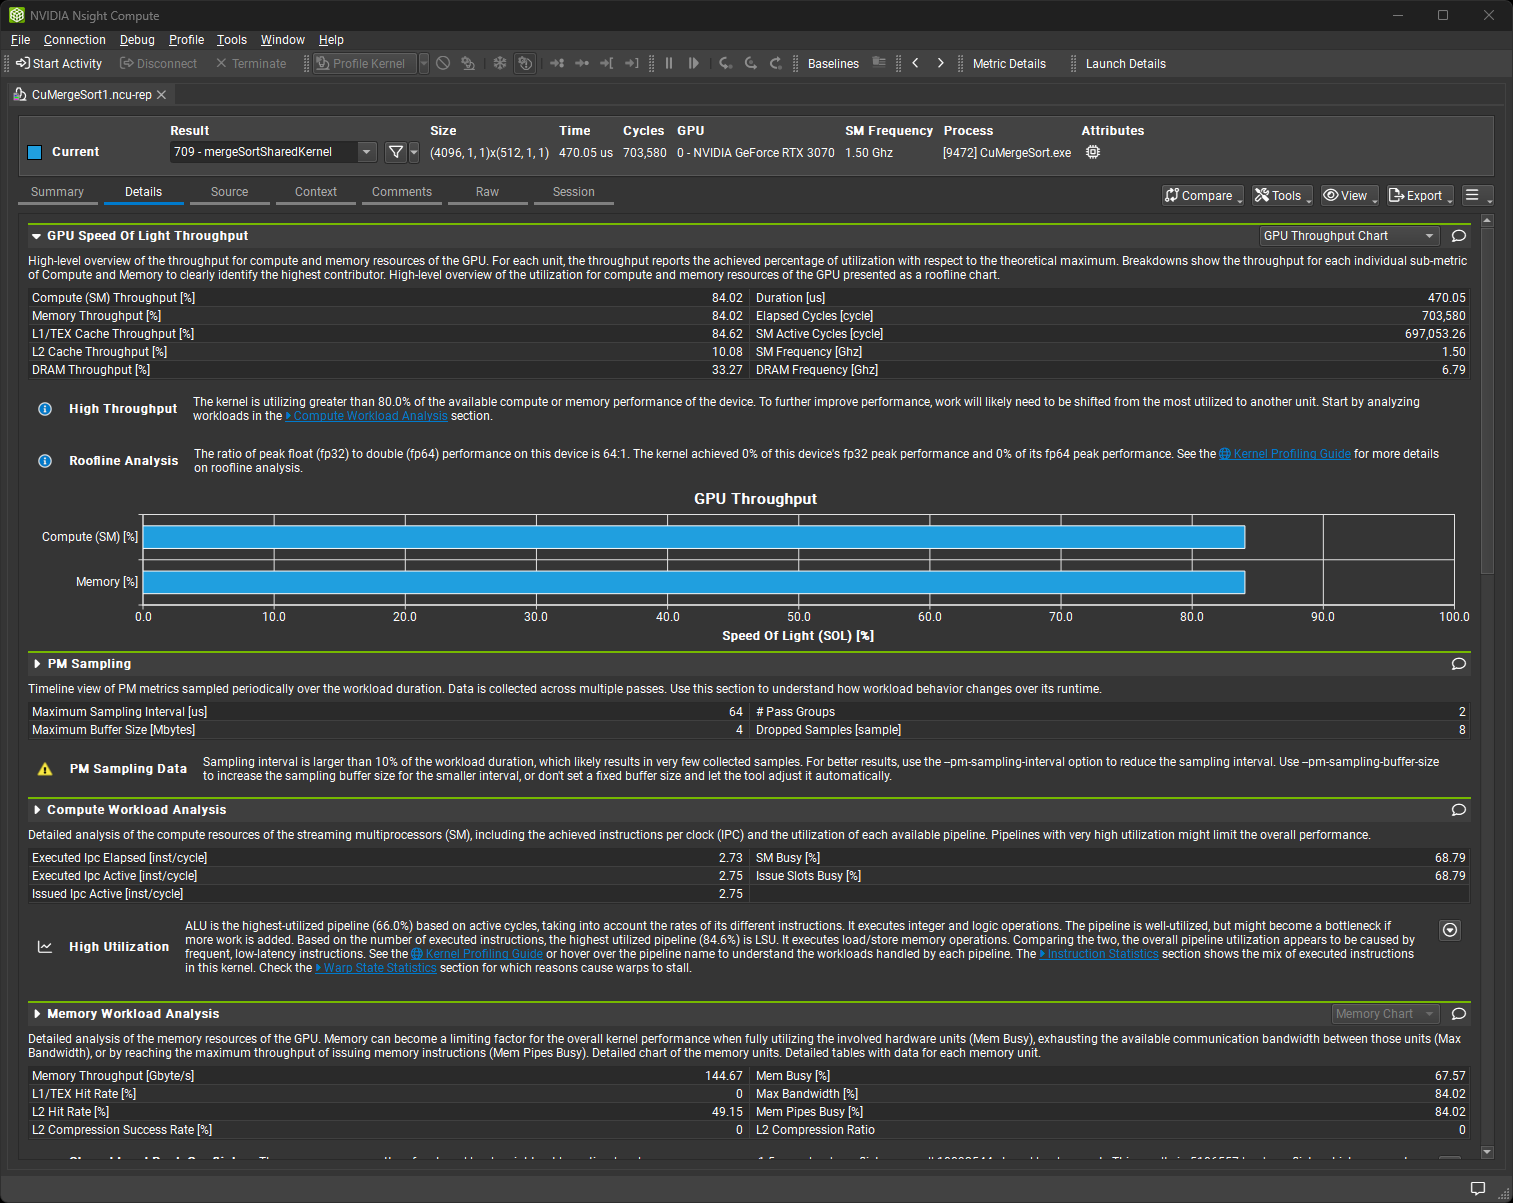 NVIDIA Nsight Compute
File Connection Debug Profile Tools Window Help
Start Activity Disconnect Terminate Profile Kernel Baselines Metric Details Launch Details
CuMergeSort1.ncu-rep
Result Size Time Cycles GPU SM Frequency Process Attributes
Current 709 - mergeSortSharedKernel (4096, 1, 1)x(512, 1, 1) 470.05 us 703,580 0 - NVIDIA GeForce RTX 3070 1.50 Ghz [9472] CuMergeSort.exe
Summary Details Source Context Comments Raw Session Compare Tools View Export
GPU Speed Of Light Throughput GPU Throughput Chart
High-level overview of the throughput for compute and memory resources of the GPU. For each unit, the throughput reports the achieved percentage of utilization with respect to the theoretical maximum. Breakdowns show the throughput for each individual sub-metric
of Compute and Memory to clearly identify the highest contributor. High-level overview of the utilization for compute and memory resources of the GPU presented as a roofline chart.
Compute (SM) Throughput [%] 84.02 Duration [us] 470.05
Memory Throughput [%] 84.02 Elapsed Cycles [cycle] 703,580
L1/TEX Cache Throughput [%] 84.62 SM Active Cycles [cycle] 697,053.26
L2 Cache Throughput [%] 10.08 SM Frequency [Ghz] 1.50
DRAM Throughput [%] 33.27 DRAM Frequency [Ghz] 6.79
High Throughput The kernel is utilizing greater than 80.0% of the available compute or memory performance of the device. To further improve performance, work will likely need to be shifted from the most utilized to another unit. Start by analyzing
workloads in the Compute Workload Analysis section.
Roofline Analysis The ratio of peak float (fp32) to double (fp64) performance on this device is 64:1. The kernel achieved 0% of this device's fp32 peak performance and 0% of its fp64 peak performance. See the Kernel Profiling Guide for more details
on roofline analysis.
GPU Throughput
Compute (SM) [%]
Memory [%]
0.0 10.0 20.0 30.0 40.0 50.0 60.0 70.0 80.0 90.0 100.0
Speed Of Light (SOL) [%]
PM Sampling
Timeline view of PM metrics sampled periodically over the workload duration. Data is collected across multiple passes. Use this section to understand how workload behavior changes over its runtime.
Maximum Sampling Interval [us] 64 # Pass Groups 2
Maximum Buffer Size [Mbytes] 4 Dropped Samples [sample] 8
PM Sampling Data Sampling interval is larger than 10% of the workload duration, which likely results in very few collected samples. For better results, use the --pm-sampling-interval option to reduce the sampling interval. Use --pm-sampling-buffer-size
to increase the sampling buffer size for the smaller interval, or don't set a fixed buffer size and let the tool adjust it automatically.
Compute Workload Analysis
Detailed analysis of the compute resources of the streaming multiprocessors (SM), including the achieved instructions per clock (IPC) and the utilization of each available pipeline. Pipelines with very high utilization might limit the overall performance.
Executed Ipc Elapsed [inst/cycle] 2.73 SM Busy [%] 68.79
Executed Ipc Active [inst/cycle] 2.75 Issue Slots Busy [%] 68.79
Issued Ipc Active [inst/cycle] 2.75
High Utilization ALU is the highest-utilized pipeline (66.0%) based on active cycles, taking into account the rates of its different instructions. It executes integer and logic operations. The pipeline is well-utilized, but might become a bottleneck if
more work is added. Based on the number of executed instructions, the highest utilized pipeline (84.6%) is LSU. It executes load/store memory operations. Comparing the two, the overall pipeline utilization appears to be caused by
frequent, low-latency instructions. See the Kernel Profiling Guide or hover over the pipeline name to understand the workloads handled by each pipeline. The Instruction Statistics section shows the mix of executed instructions
in this kernel. Check the Warp State Statistics section for which reasons cause warps to stall.
Memory Workload Analysis Memory Chart
Detailed analysis of the memory resources of the GPU. Memory can become a limiting factor for the overall kernel performance when fully utilizing the involved hardware units (Mem Busy), exhausting the available communication bandwidth between those units (Max
Bandwidth), or by reaching the maximum throughput of issuing memory instructions (Mem Pipes Busy). Detailed chart of the memory units. Detailed tables with data for each memory unit.
Memory Throughput [Gbyte/s] 144.67 Mem Busy [%] 67.57
L1/TEX Hit Rate [%] 0 Max Bandwidth [%] 84.02
L2 Hit Rate [%] 49.15 Mem Pipes Busy [%] 84.02
L2 Compression Success Rate [%] 0 L2 Compression Ratio 0